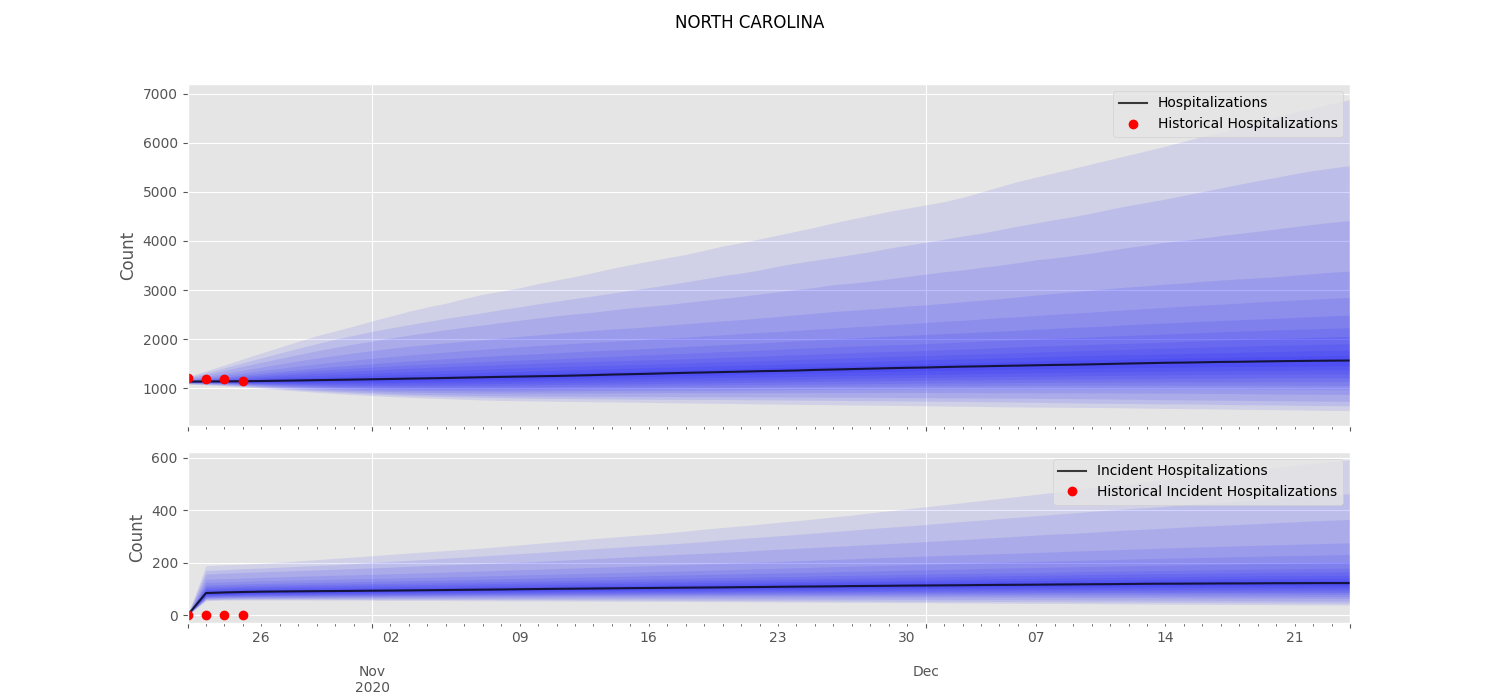 NORTH CAROLINA
7000
6000
5000
4000
3000
2000
1000
Count
Hospitalizations
Historical Hospitalizations
600
400
200
0
Count
Incident Hospitalizations
Historical Incident Hospitalizations
26 02 09 16 23 30 07 14 21
Nov Dec
2020